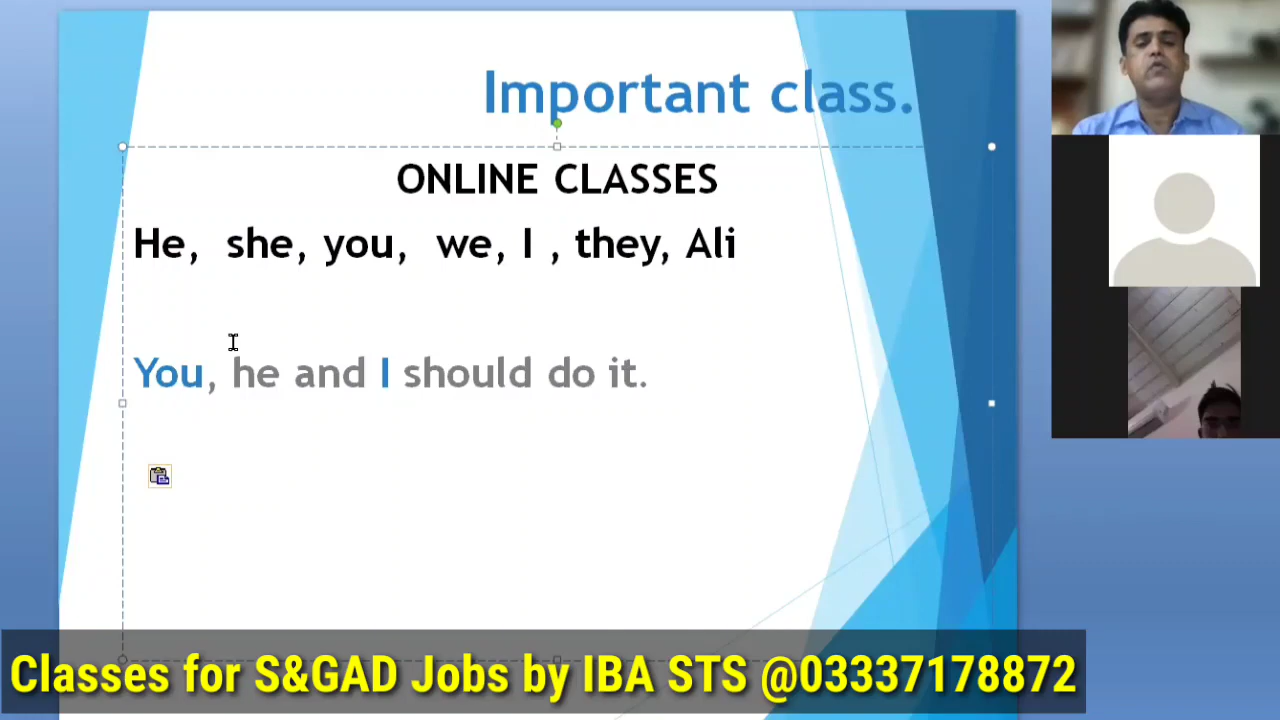 Important class.
ONLINE CLASSES
He, she, you, we, I , they, Ali
You, he and I should do it.
Classes for S&GAD Jobs by IBA STS @03337178872